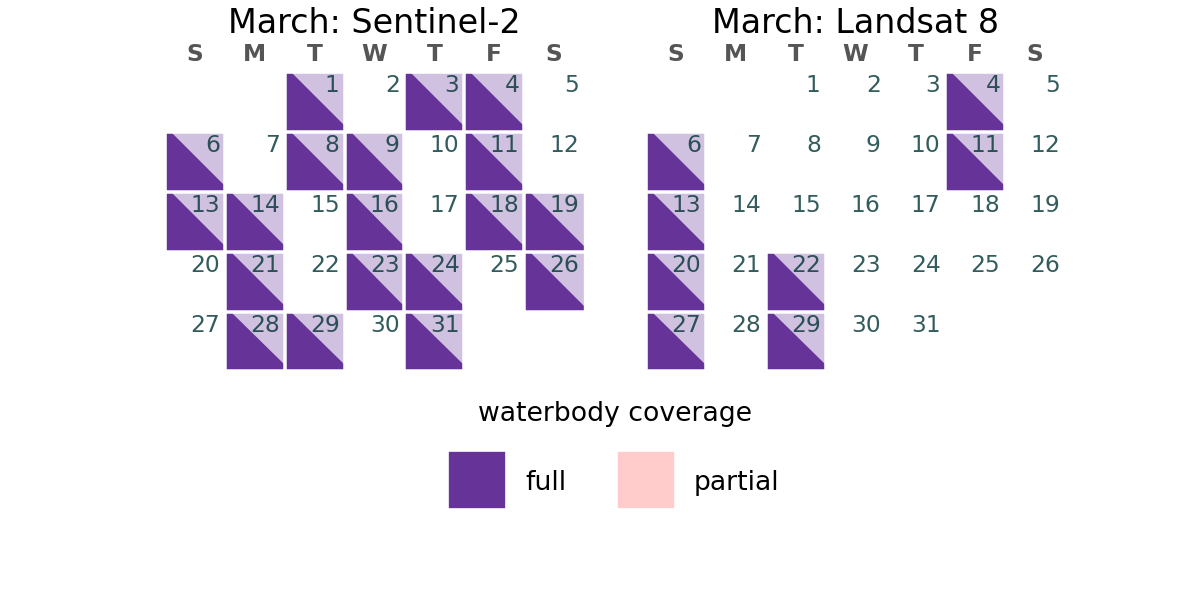 March: Sentinel-2
S M T W T F S
1 2 3 4 5
6 7 8 9 10 11 12
13 14 15 16 17 18 19
20 21 22 23 24 25 26
27 28 29 30 31
March: Landsat 8
S M T W T F S
1 2 3 4 5
6 7 8 9 10 11 12
13 14 15 16 17 18 19
20 21 22 23 24 25 26
27 28 29 30 31
waterbody coverage
full
partial